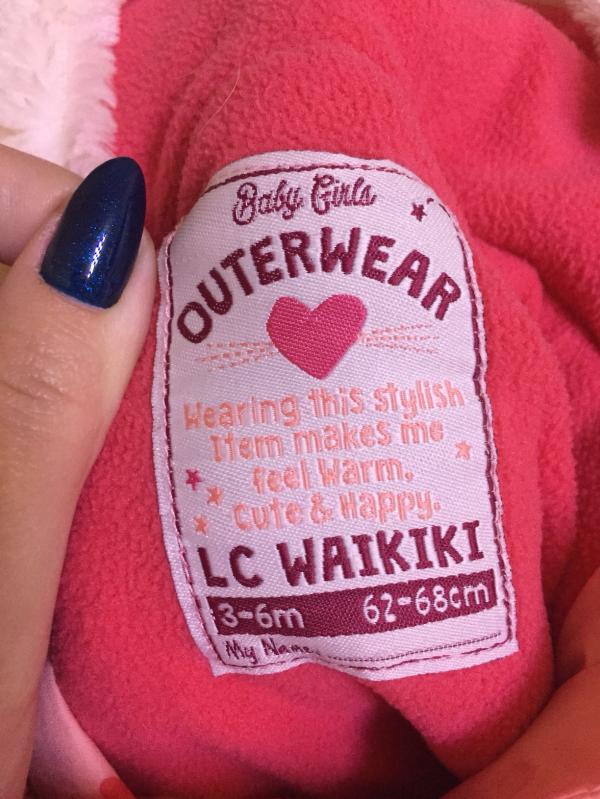 Baby Girls
OUTERWEAR
Wearing this stylish
Item makes me
feel Warm,
Cute & Happy.
LC WAIKIKI
3-6m 62-68cm
My Name